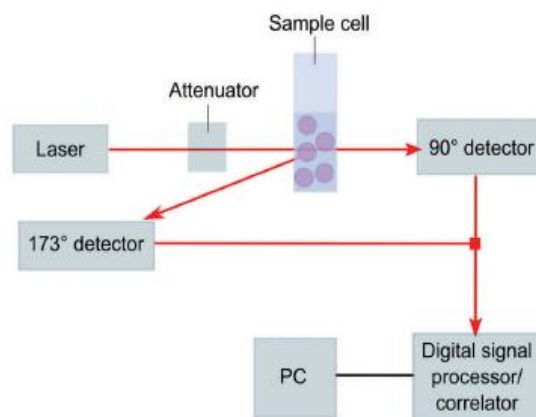 Sample cell
Attenuator
Laser
90° detector
173° detector
PC
Digital signal
processor/
correlator